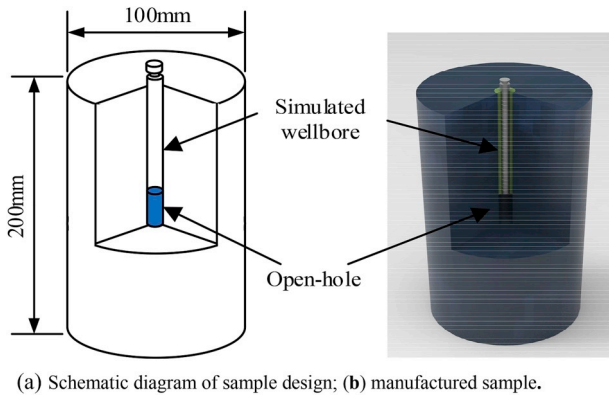 100mm
200mm
Simulated
wellbore
Open-hole
(a) Schematic diagram of sample design; (b) manufactured sample.